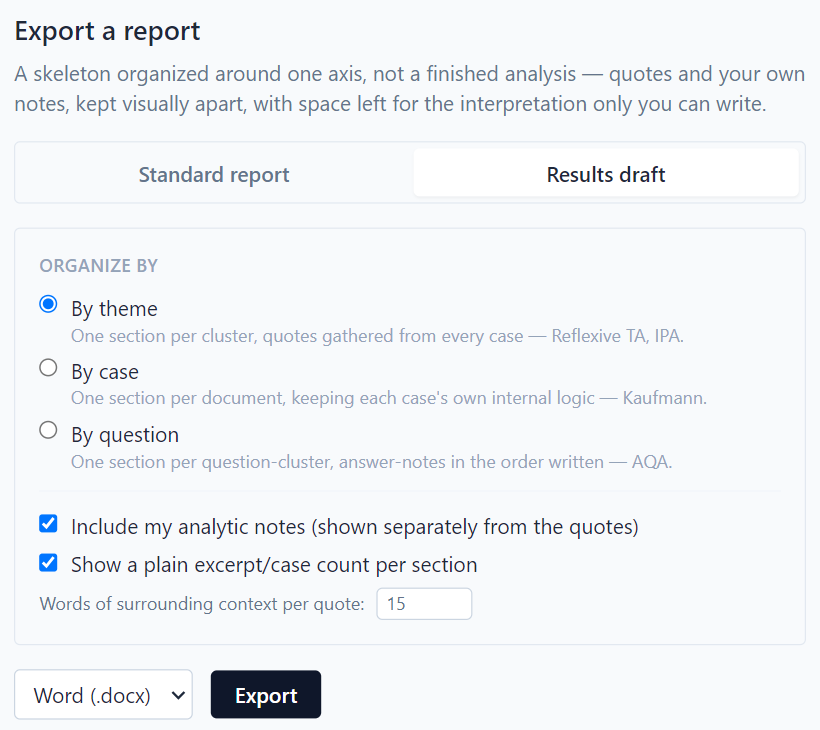 Export a report
A skeleton organized around one axis, not a finished analysis — quotes and your own
notes, kept visually apart, with space left for the interpretation only you can write.
Standard report
Results draft
ORGANIZE BY
By theme
One section per cluster, quotes gathered from every case — Reflexive TA, IPA.
By case
One section per document, keeping each case's own internal logic — Kaufmann.
By question
One section per question-cluster, answer-notes in the order written — AQA.
Include my analytic notes (shown separately from the quotes)
Show a plain excerpt/case count per section
Words of surrounding context per quote: 15
Word (.docx)
Export